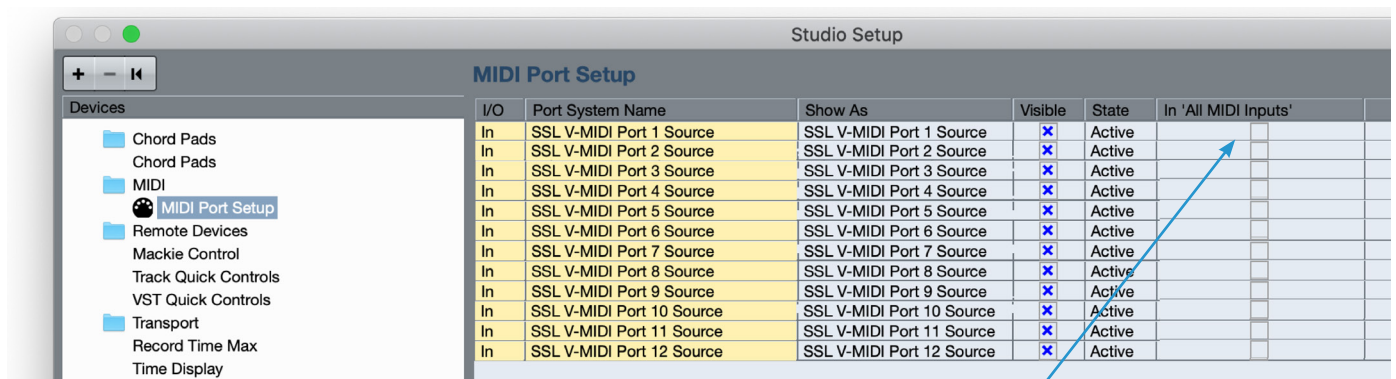 Studio Setup
+ −
MIDI Port Setup
Devices
Chord Pads
Chord Pads
MIDI
MIDI Port Setup
Remote Devices
Mackie Control
Track Quick Controls
VST Quick Controls
Transport
Record Time Max
Time Display
I/O Port System Name Show As Visible State In 'All MIDI Inputs'
In SSL V-MIDI Port 1 Source SSL V-MIDI Port 1 Source Active
In SSL V-MIDI Port 2 Source SSL V-MIDI Port 2 Source Active
In SSL V-MIDI Port 3 Source SSL V-MIDI Port 3 Source Active
In SSL V-MIDI Port 4 Source SSL V-MIDI Port 4 Source Active
In SSL V-MIDI Port 5 Source SSL V-MIDI Port 5 Source Active
In SSL V-MIDI Port 6 Source SSL V-MIDI Port 6 Source Active
In SSL V-MIDI Port 7 Source SSL V-MIDI Port 7 Source Active
In SSL V-MIDI Port 8 Source SSL V-MIDI Port 8 Source Active
In SSL V-MIDI Port 9 Source SSL V-MIDI Port 9 Source Active
In SSL V-MIDI Port 10 Source SSL V-MIDI Port 10 Source Active
In SSL V-MIDI Port 11 Source SSL V-MIDI Port 11 Source Active
In SSL V-MIDI Port 12 Source SSL V-MIDI Port 12 Source Active